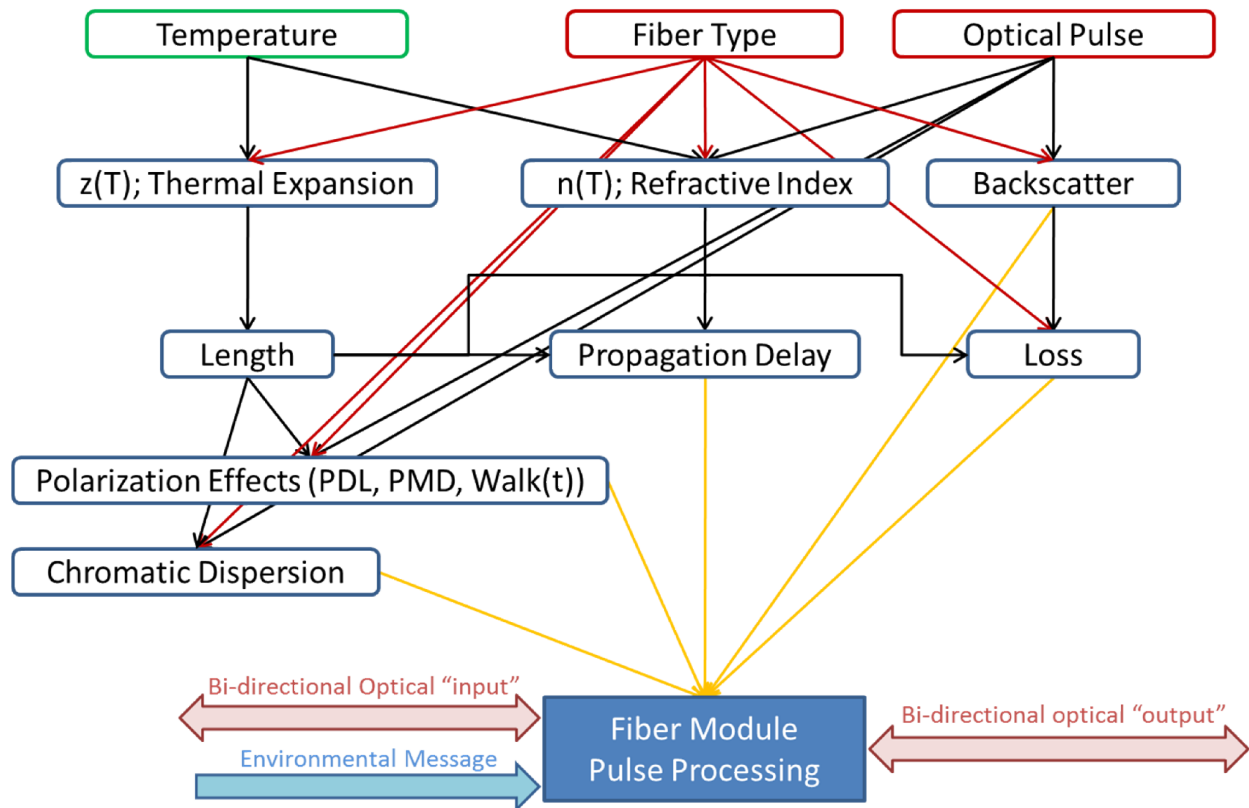 Temperature
Fiber Type
Optical Pulse
z(T); Thermal Expansion
n(T); Refractive Index
Backscatter
Length
Propagation Delay
Loss
Polarization Effects (PDL, PMD, Walk(t))
Chromatic Dispersion
Bi-directional Optical “input”
Environmental Message
Fiber Module
Pulse Processing
Bi-directional optical “output”